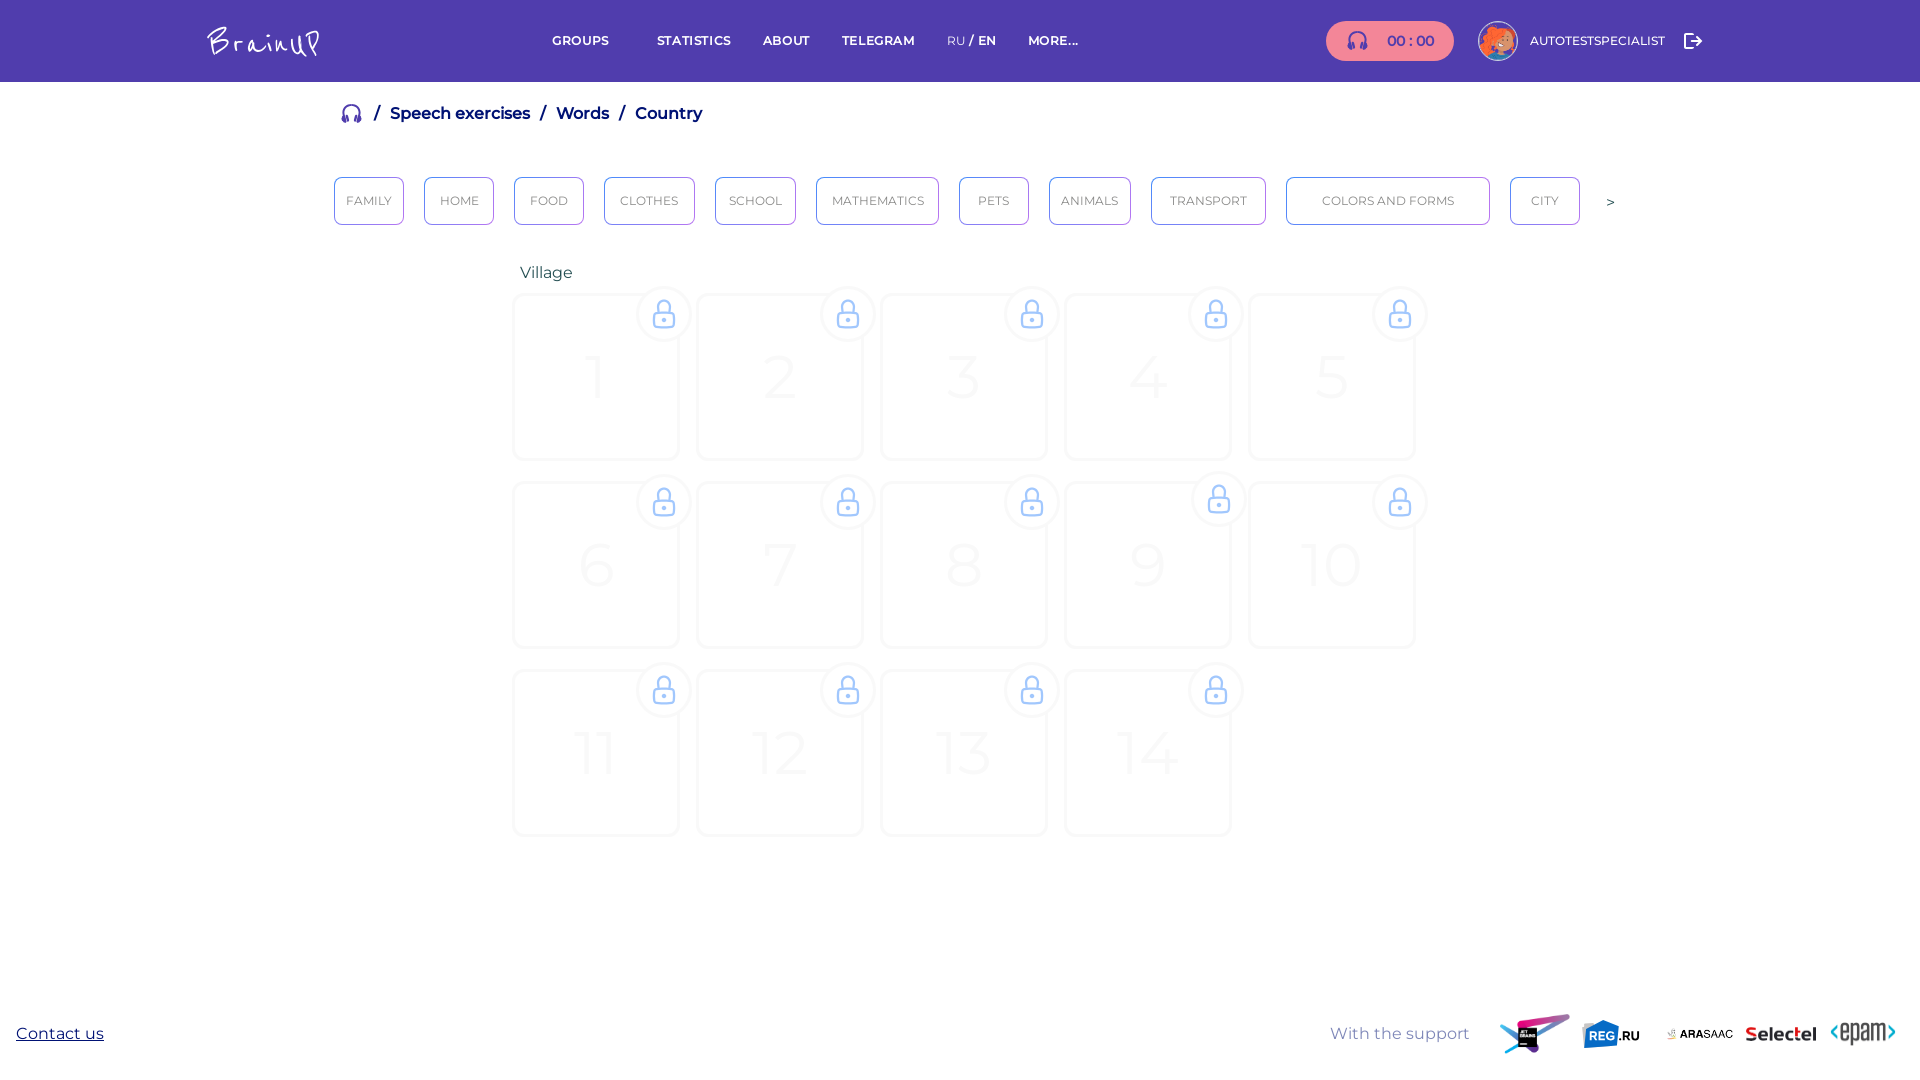 BrainUP
GROUPS STATISTICS ABOUT TELEGRAM RU / EN MORE...
00 : 00
AUTOTESTSPECIALIST
/ Speech exercises / Words / Country
FAMILY HOME FOOD CLOTHES SCHOOL MATHEMATICS PETS ANIMALS TRANSPORT COLORS AND FORMS CITY >
Village
1 2 3 4 5
6 7 8 9 10
11 12 13 14
Contact us
With the support
JET BRAINS
REG.RU
ARASAAC
Selectel
<epam>